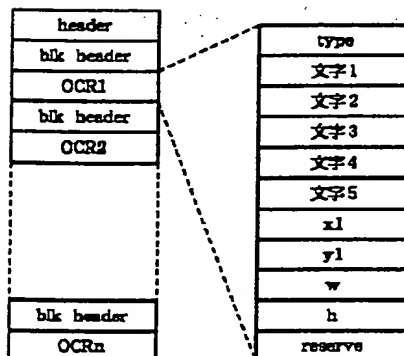 header
blk header
OCR1
blk header
OCR2
blk header
OCRn
type
文字1
文字2
文字3
文字4
文字5
x1
y1
w
h
reserve